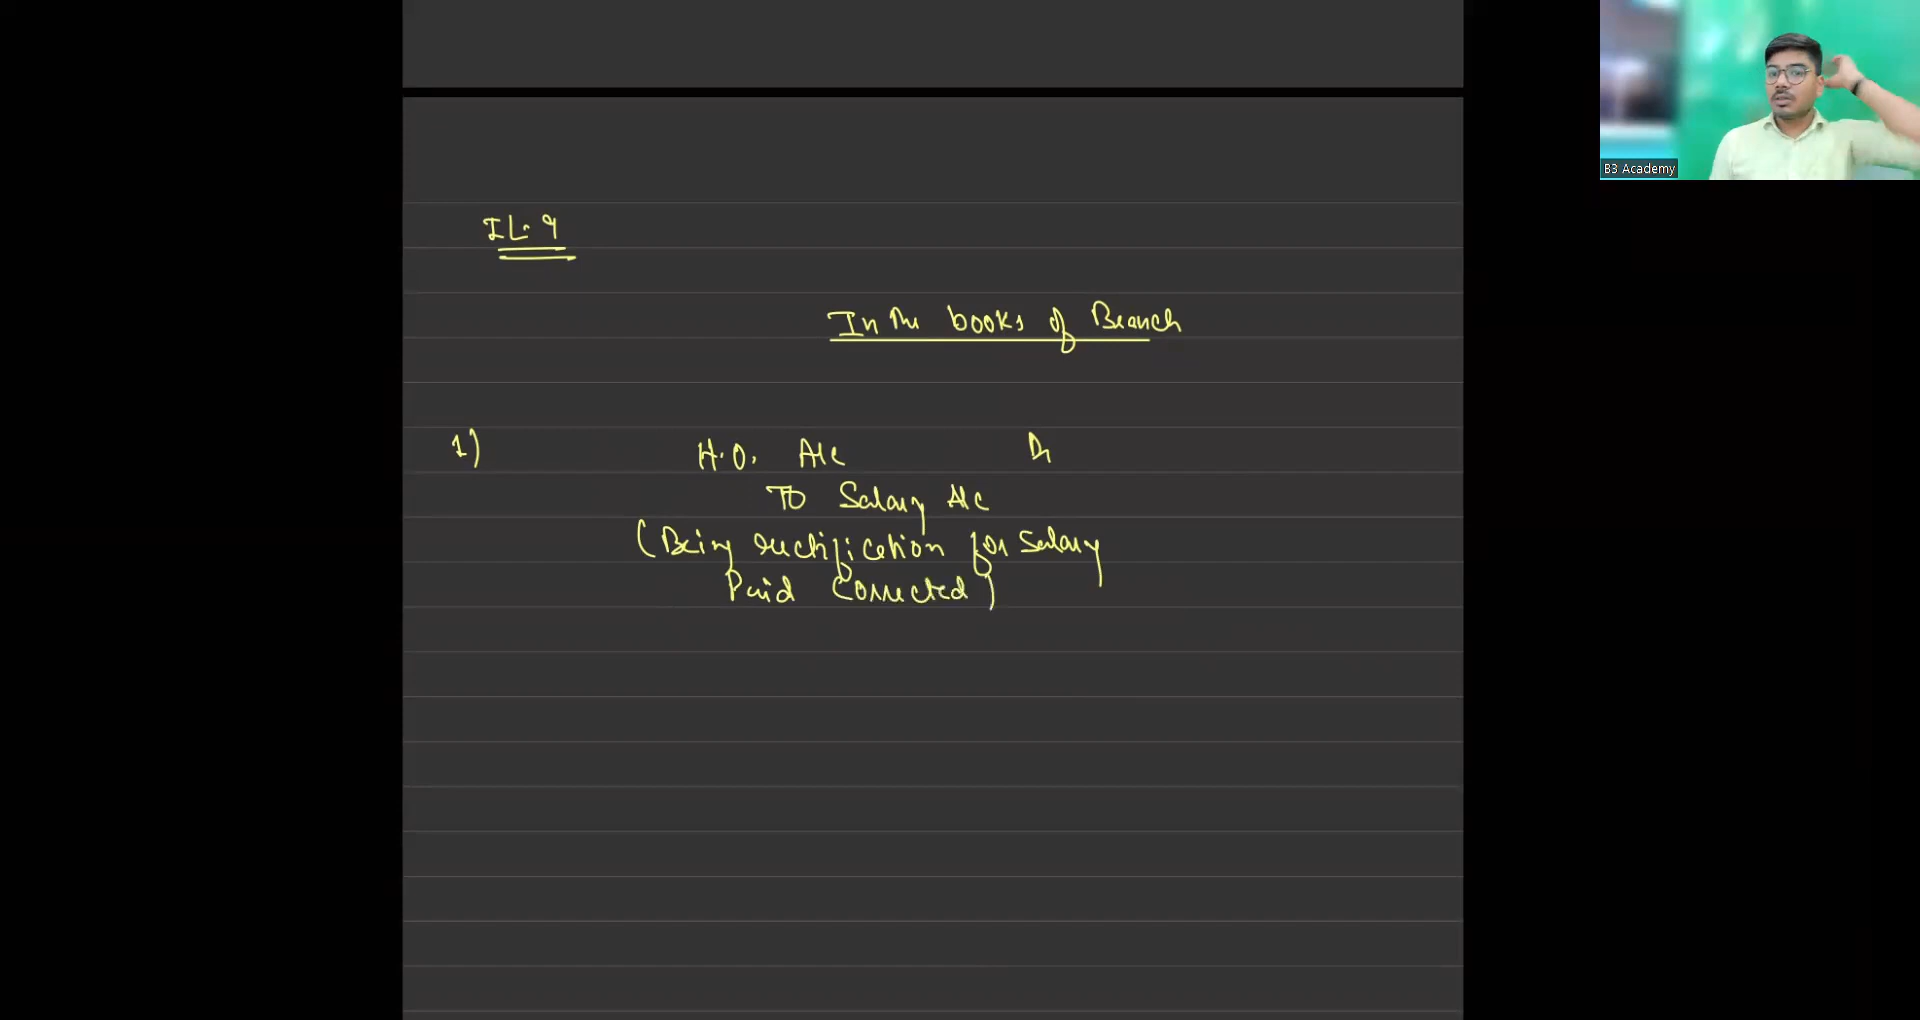 IL. 9
In the books of Branch
1) H.O. A/c Dr
To Salary A/c
(Being rectification for salary
Paid Corrected)
B3 Academy